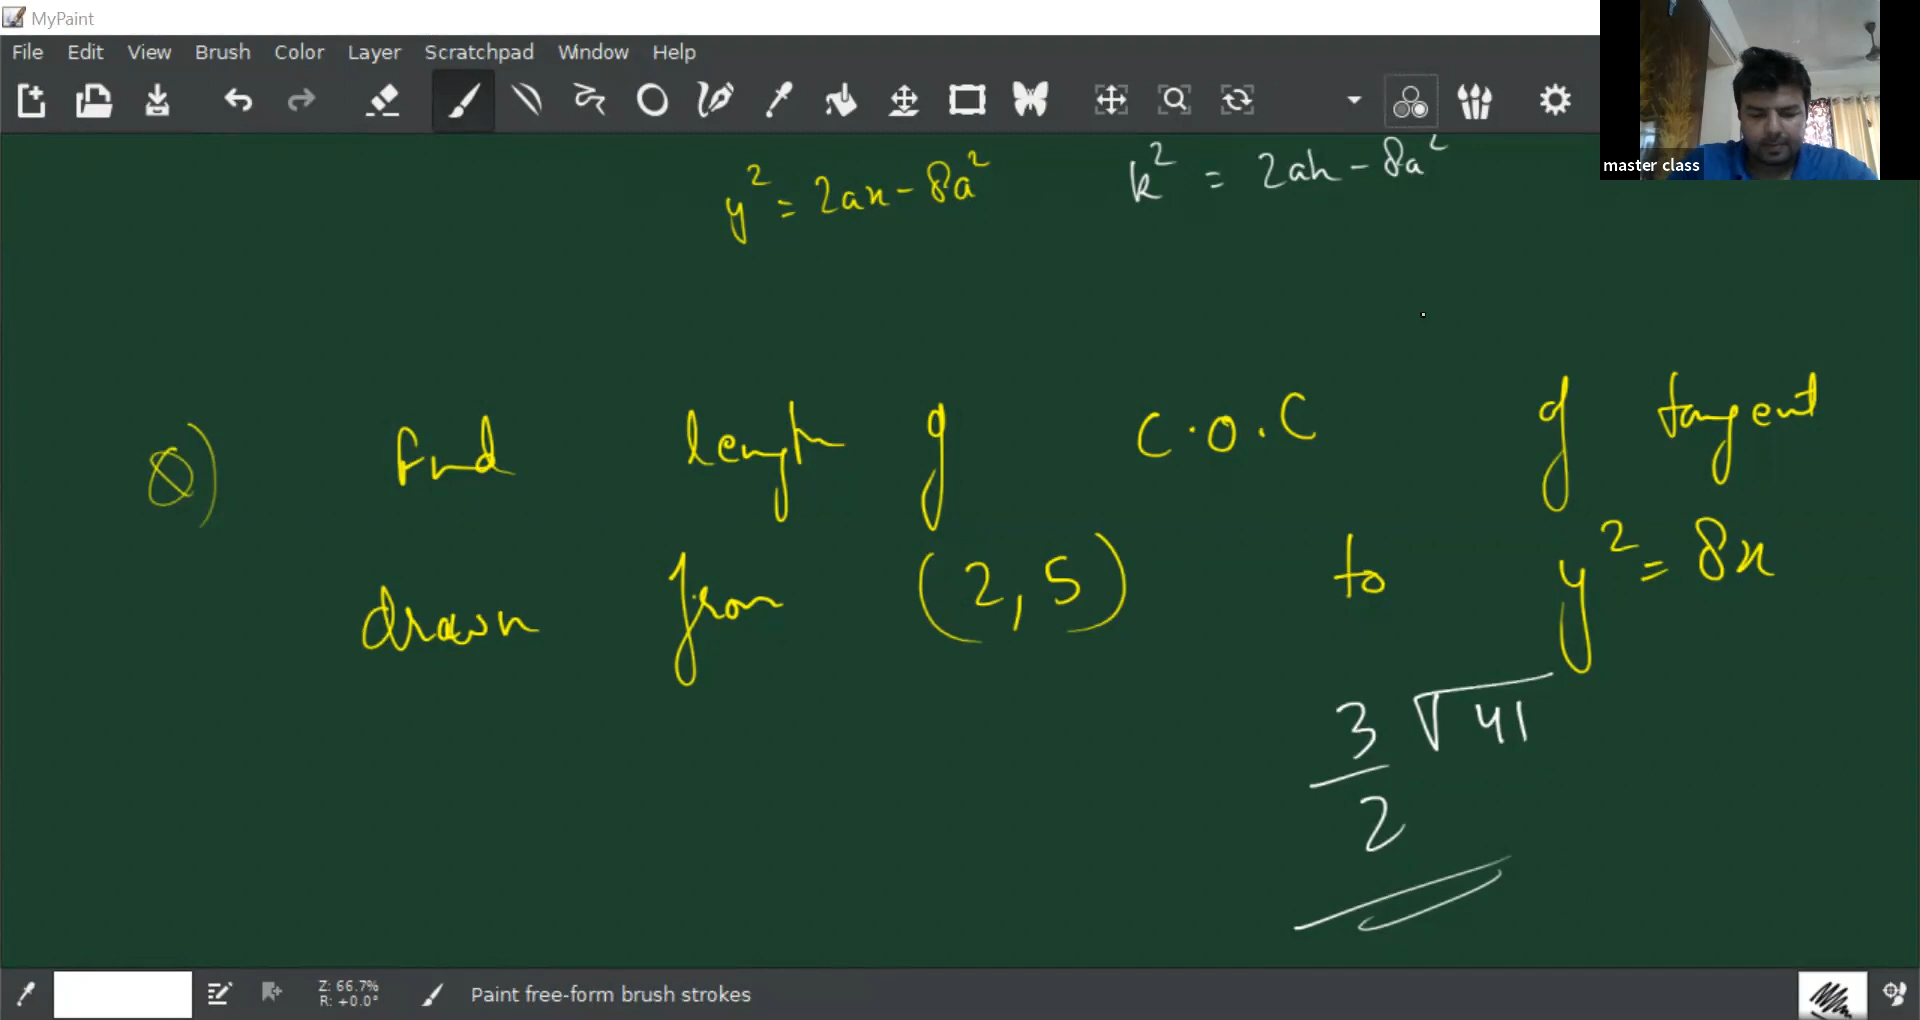 MyPaint
File Edit View Brush Color Layer Scratchpad Window Help
master class
y² = 2ax - 8a² k² = 2ah - 8a²
Q) find length of C.O.C of tangent
drawn from (2, 5) to y² = 8x
3/2 √41
Z: 66.7%
R: +0.0°
Paint free-form brush strokes